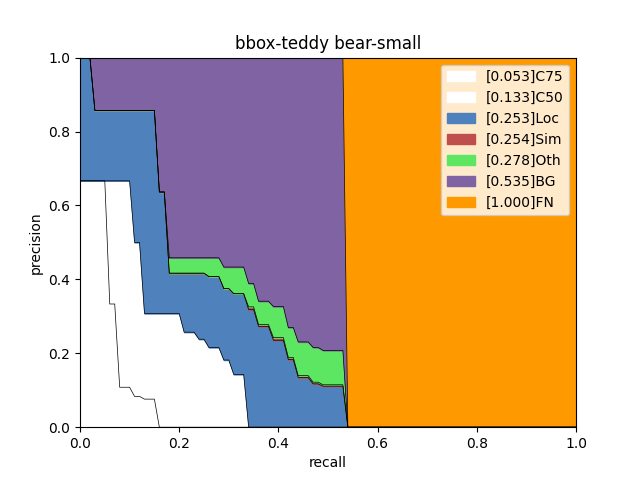 bbox-teddy bear-small
[0.053]C75
[0.133]C50
[0.253]Loc
[0.254]Sim
[0.278]Oth
[0.535]BG
[1.000]FN
precision
1.0
0.8
0.6
0.4
0.2
0.0
0.0 0.2 0.4 0.6 0.8 1.0
recall